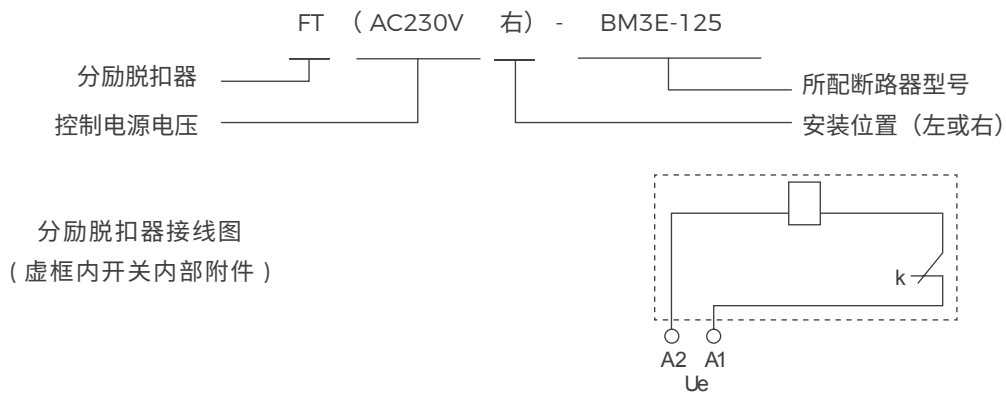 FT （ AC230V 右） - BM3E-125
分励脱扣器
所配断路器型号
控制电源电压
安装位置（左或右）
分励脱扣器接线图
( 虚框内开关内部附件 )
k
A2 A1
Ue